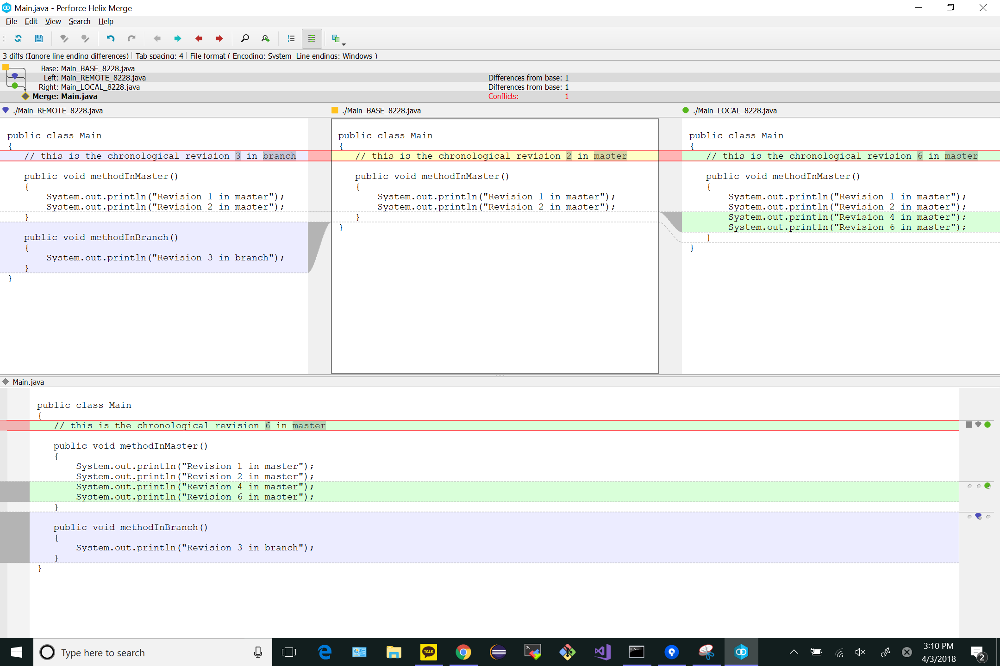 Main.java - Perforce Helix Merge
File Edit View Search Help
3 diffs (Ignore line ending differences) Tab spacing: 4 File format ( Encoding: System Line endings: Windows )
Base: Main_BASE_8228.java
Left: Main_REMOTE_8228.java Differences from base: 1
Right: Main_LOCAL_8228.java Differences from base: 1
Merge: Main.java Conflicts: 1
./Main_REMOTE_8228.java
public class Main
{
// this is the chronological revision 3 in branch
public void methodInMaster()
{
System.out.println("Revision 1 in master");
System.out.println("Revision 2 in master");
}
public void methodInBranch()
{
System.out.println("Revision 3 in branch");
}
}
./Main_BASE_8228.java
public class Main
{
// this is the chronological revision 2 in master
public void methodInMaster()
{
System.out.println("Revision 1 in master");
System.out.println("Revision 2 in master");
}
}
./Main_LOCAL_8228.java
public class Main
{
// this is the chronological revision 6 in master
public void methodInMaster()
{
System.out.println("Revision 1 in master");
System.out.println("Revision 2 in master");
System.out.println("Revision 4 in master");
System.out.println("Revision 6 in master");
}
}
Main.java
public class Main
{
// this is the chronological revision 6 in master
public void methodInMaster()
{
System.out.println("Revision 1 in master");
System.out.println("Revision 2 in master");
System.out.println("Revision 4 in master");
System.out.println("Revision 6 in master");
}
public void methodInBranch()
{
System.out.println("Revision 3 in branch");
}
}
Type here to search
TALK
3:10 PM
4/3/2018
2